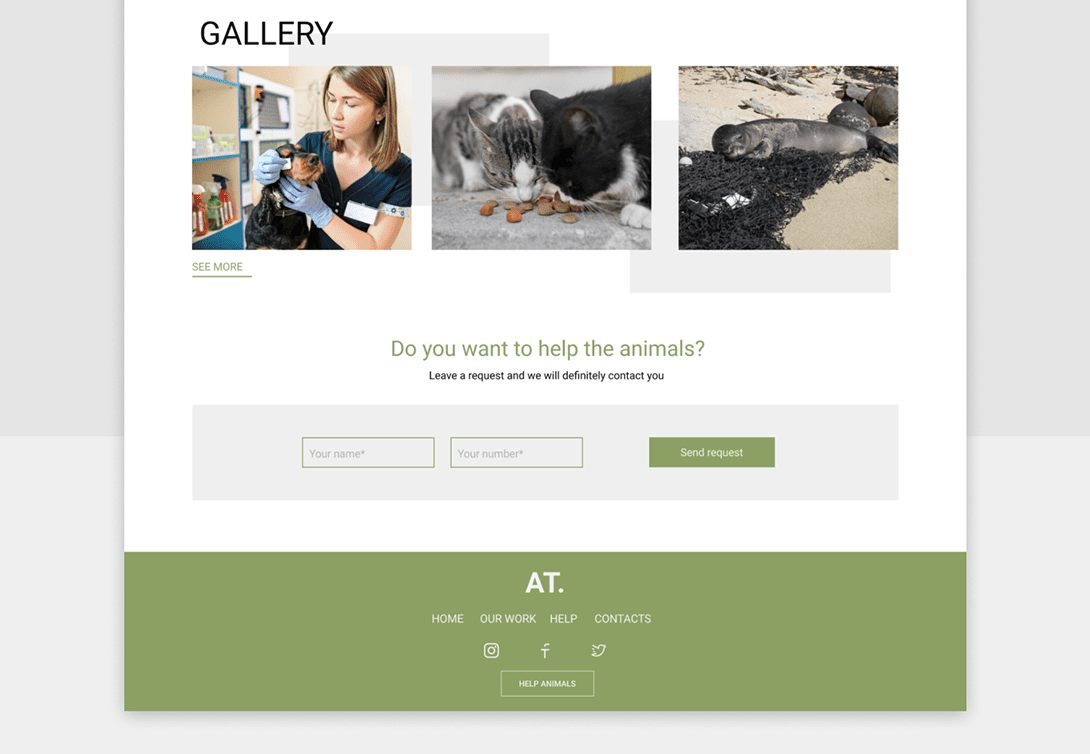 GALLERY
SEE MORE
Do you want to help the animals?
Leave a request and we will definitely contact you
Your name*
Your number*
Send request
AT.
HOME OUR WORK HELP CONTACTS
HELP ANIMALS